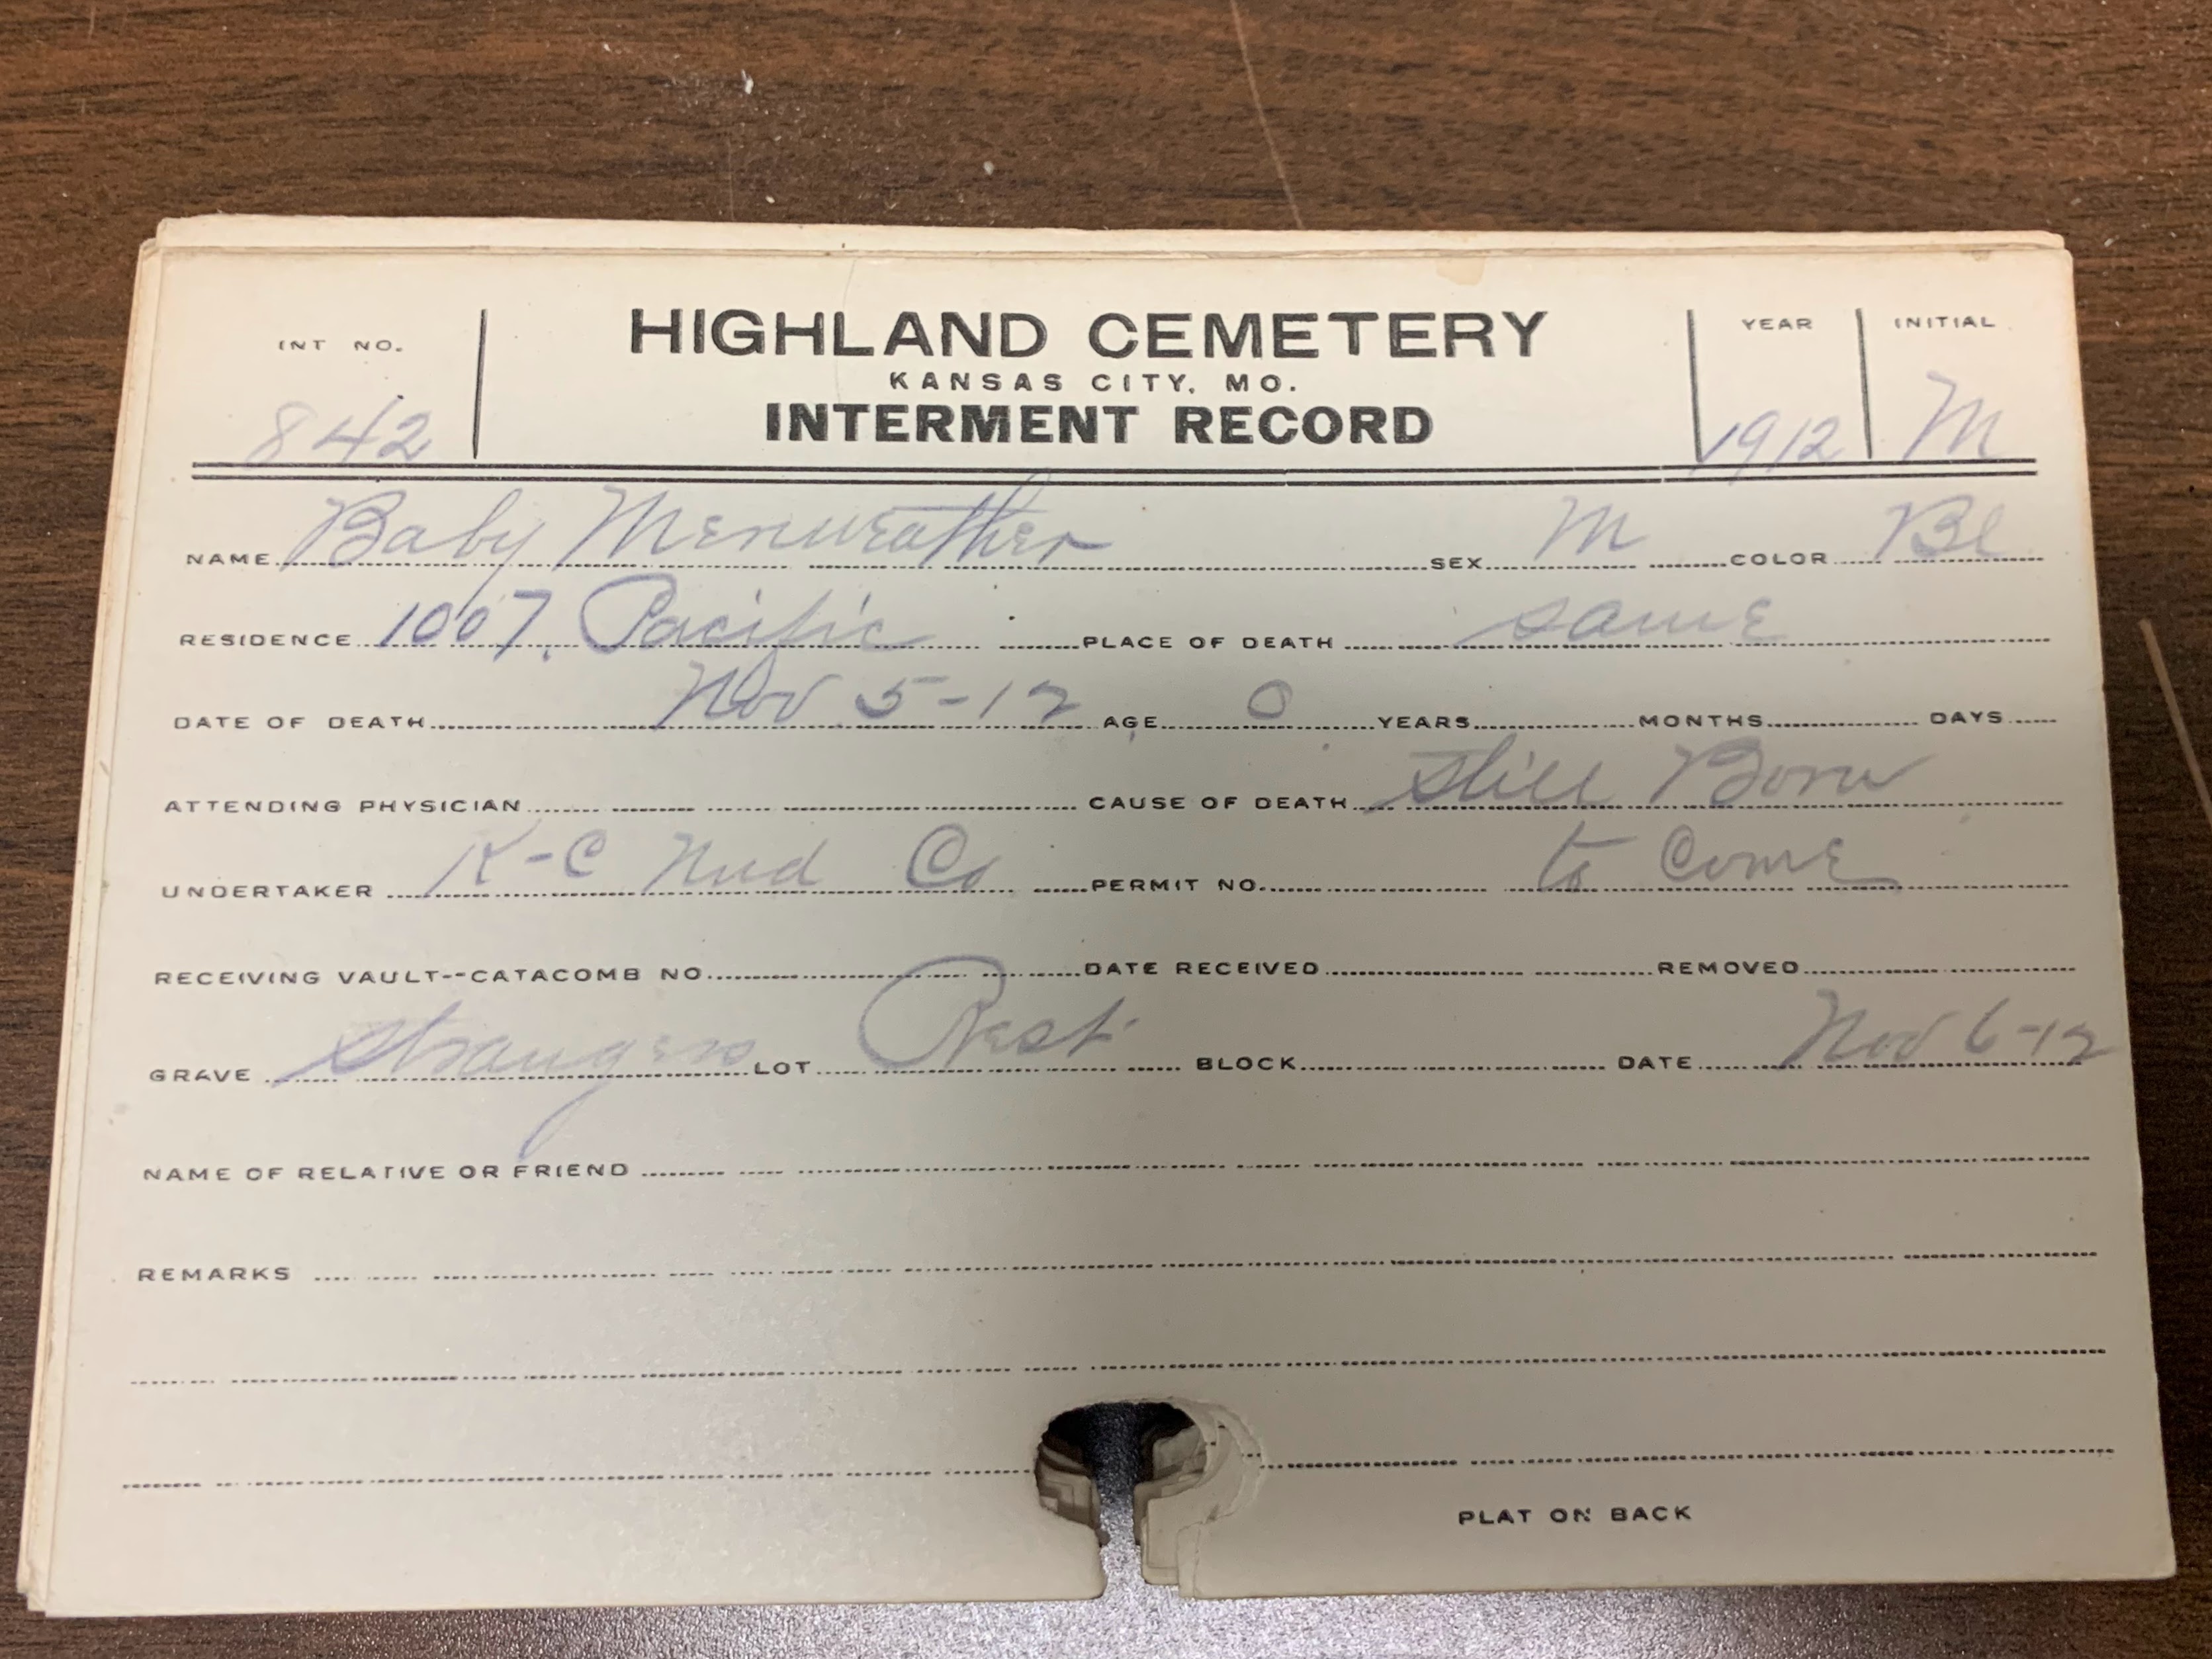 INT NO. HIGHLAND CEMETERY YEAR INITIAL
KANSAS CITY, MO.
842 INTERMENT RECORD 1912 M
NAME Baby Merriweather SEX M COLOR Bl
RESIDENCE 1007. Pacific PLACE OF DEATH same
DATE OF DEATH Nov 5-12 AGE 0 YEARS MONTHS DAYS
ATTENDING PHYSICIAN CAUSE OF DEATH Still Born
UNDERTAKER K-C Und Co PERMIT NO. to Come
RECEIVING VAULT--CATACOMB NO. DATE RECEIVED REMOVED
GRAVE Strangers LOT Rest BLOCK DATE Nov 6-12
NAME OF RELATIVE OR FRIEND
REMARKS
PLAT ON BACK